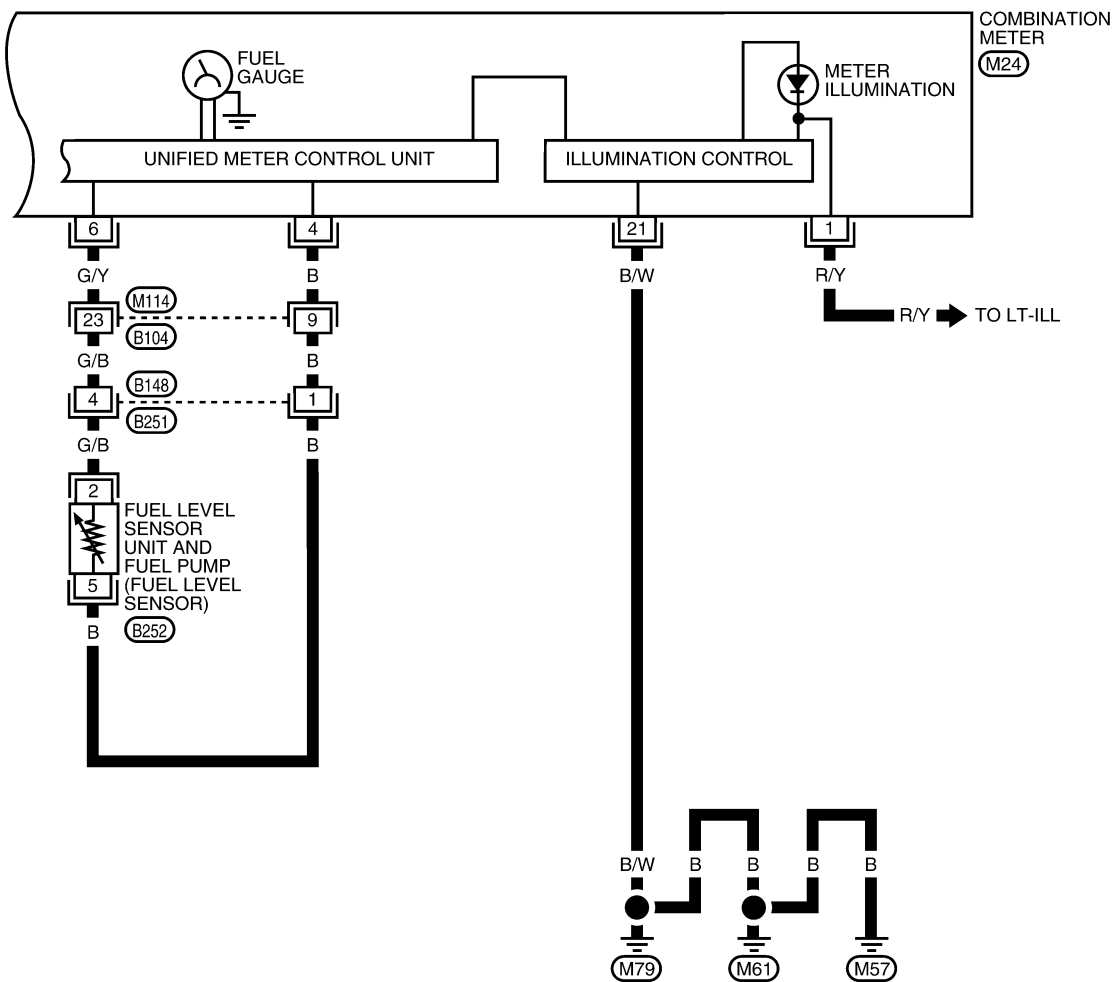 COMBINATION
METER
M24
FUEL
GAUGE
METER
ILLUMINATION
UNIFIED METER CONTROL UNIT
ILLUMINATION CONTROL
6
4
21
1
G/Y
B
B/W
R/Y
M114
23
9
R/Y
TO LT-ILL
B104
G/B
B
B148
4
1
B251
G/B
B
2
FUEL LEVEL
SENSOR
UNIT AND
FUEL PUMP
(FUEL LEVEL
SENSOR)
5
B
B252
B/W
B
B
B
B
M79
M61
M57